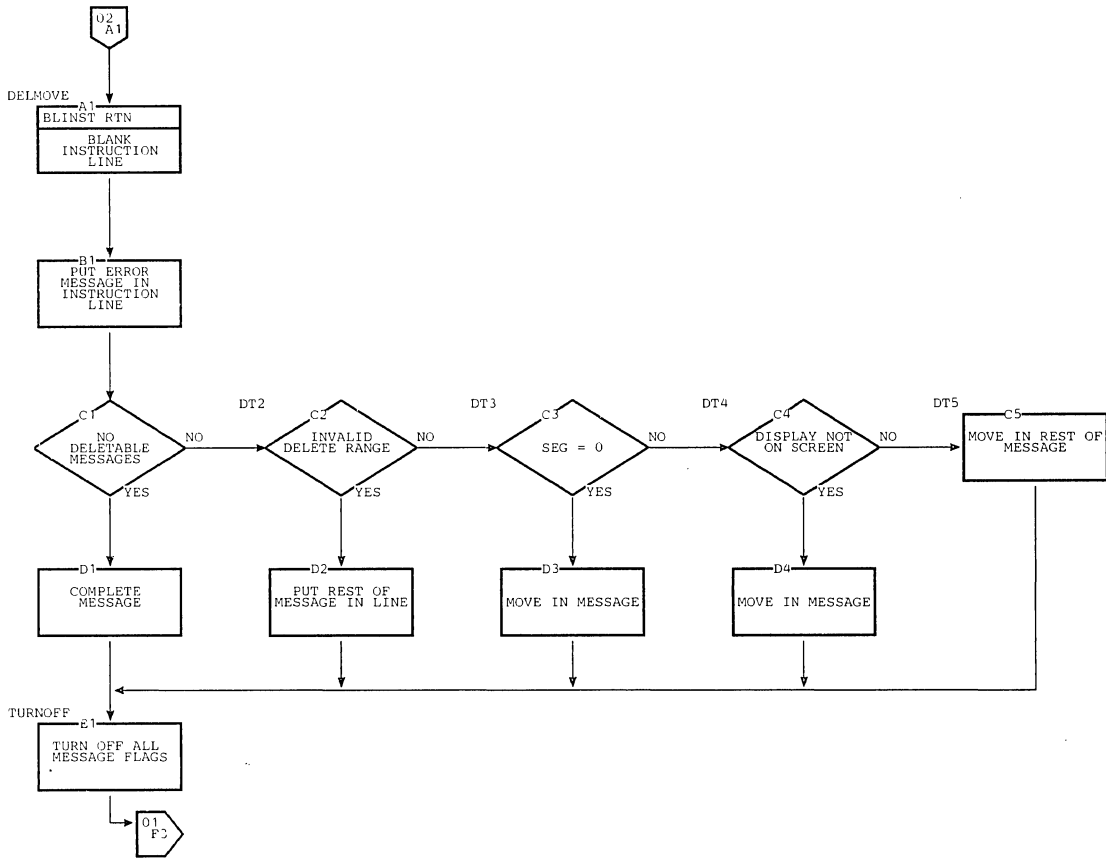 02
A1
DELMOVE
A1
BLINST RTN
BLANK
INSTRUCTION
LINE
B1
PUT ERROR
MESSAGE IN
INSTRUCTION
LINE
C1
NO
DELETABLE
MESSAGES
NO
YES
DT2
C2
INVALID
DELETE RANGE
NO
YES
DT3
C3
SEG = 0
NO
YES
DT4
C4
DISPLAY NOT
ON SCREEN
NO
YES
DT5
C5
MOVE IN REST OF
MESSAGE
D1
COMPLETE
MESSAGE
D2
PUT REST OF
MESSAGE IN LINE
D3
MOVE IN MESSAGE
D4
MOVE IN MESSAGE
TURNOFF
E1
TURN OFF ALL
MESSAGE FLAGS
01